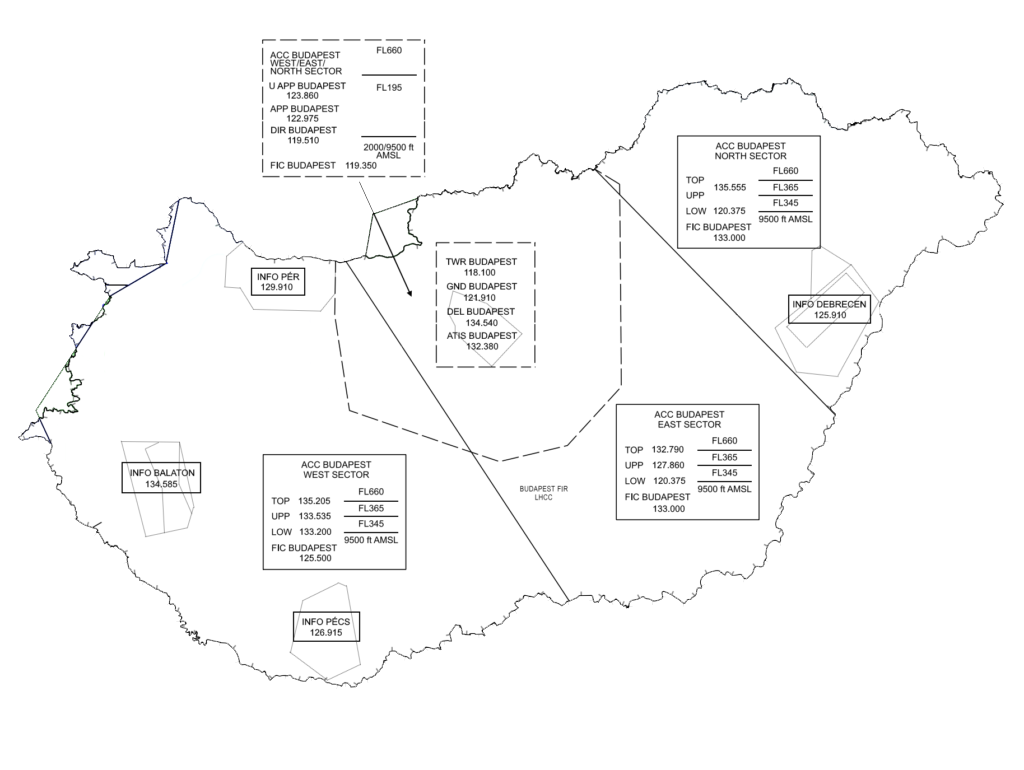 ACC BUDAPEST
WEST/EAST/
NORTH SECTOR
FL660
U APP BUDAPEST
123.860
FL195
APP BUDAPEST
122.975
DIR BUDAPEST
119.510
2000/9500 ft
AMSL
FIC BUDAPEST 119.350
ACC BUDAPEST
NORTH SECTOR
FL660
TOP
135.555
FL365
UPP
FL345
LOW 120.375
9500 ft AMSL
FIC BUDAPEST
133.000
TWR BUDAPEST
118.100
GND BUDAPEST
121.910
DEL BUDAPEST
134.540
ATIS BUDAPEST
132.380
INFO PÉR
129.910
INFO DEBRECEN
125.910
ACC BUDAPEST
EAST SECTOR
FL660
TOP 132.790
FL365
UPP 127.860
FL345
LOW 120.375
9500 ft AMSL
FIC BUDAPEST
133.000
INFO BALATON
134.585
ACC BUDAPEST
WEST SECTOR
FL660
TOP 135.205
FL365
UPP 133.535
FL345
LOW 133.200
9500 ft AMSL
FIC BUDAPEST
125.500
BUDAPEST FIR
LHCC
INFO PÉCS
126.915